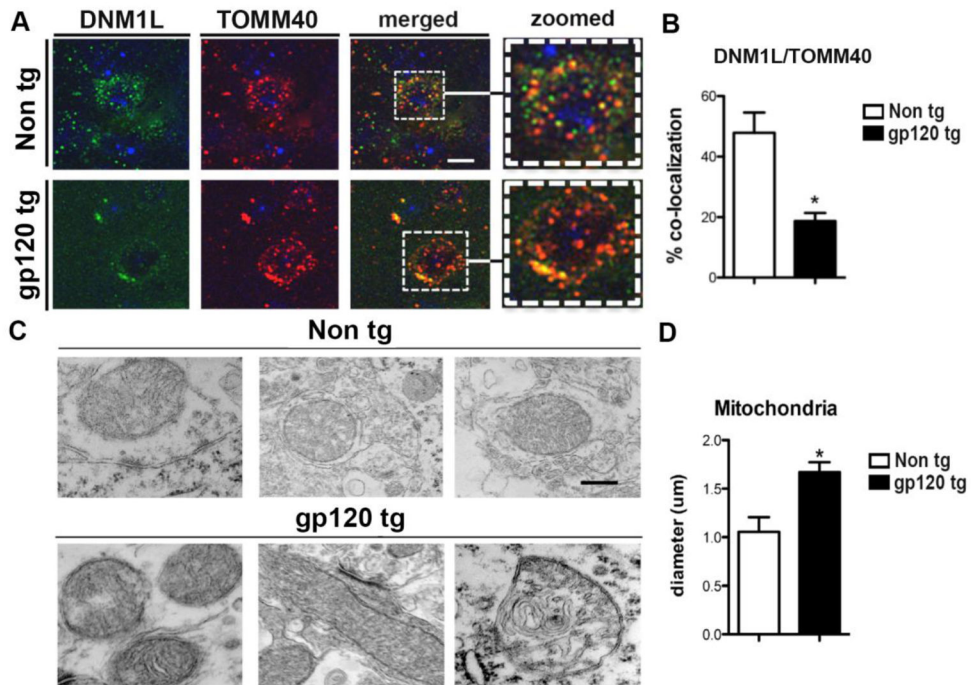 A
DNM1L TOMM40 merged zoomed
Non tg
gp120 tg
B
DNM1L/TOMM40
% co-localization
60
40
20
0
*
Non tg
gp120 tg
C
Non tg
gp120 tg
D
Mitochondria
diameter (um)
2.0
1.5
1.0
0.5
0.0
*
Non tg
gp120 tg